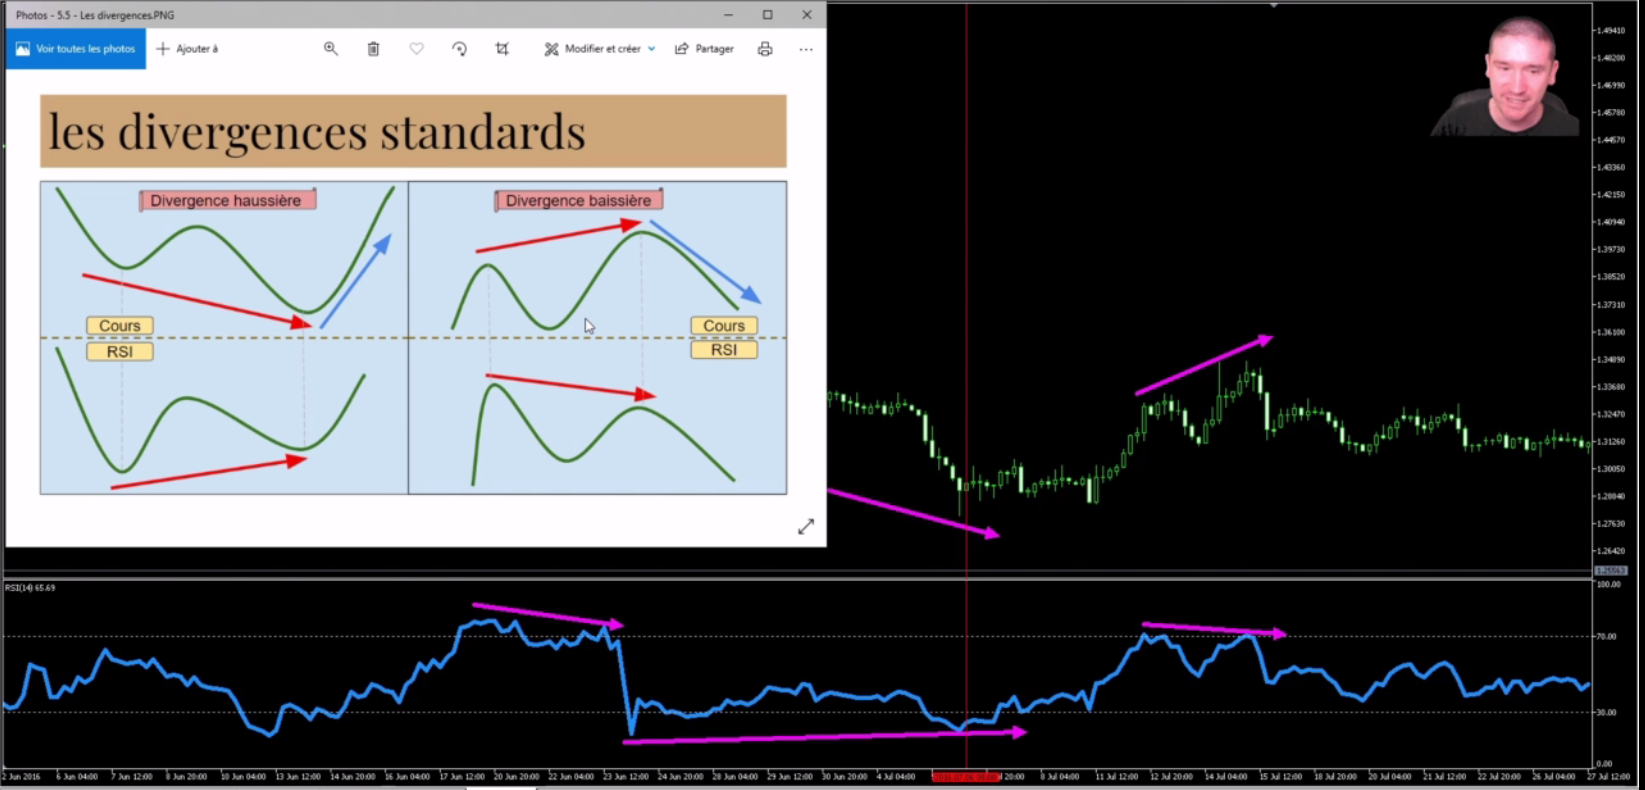 Photos - 5.5 - Les divergences.PNG
Voir toutes les photos
Ajouter à
Modifier et créer
Partager
les divergences standards
Divergence haussière
Divergence baissière
Cours
RSI
Cours
RSI
1.49410
1.48200
1.46990
1.45780
1.44570
1.43360
1.42150
1.40940
1.39730
1.38520
1.37310
1.36100
1.34890
1.33680
1.32470
1.31260
1.30050
1.28840
1.27630
1.26420
RSI(14) 65.69
100.00
70.00
30.00
0.00
2 Jun 2016
6 Jun 04:00
7 Jun 12:00
8 Jun 20:00
10 Jun 04:00
13 Jun 12:00
14 Jun 20:00
16 Jun 04:00
17 Jun 12:00
20 Jun 20:00
22 Jun 04:00
23 Jun 12:00
24 Jun 20:00
28 Jun 04:00
29 Jun 12:00
30 Jun 20:00
4 Jul 04:00
8 Jul 04:00
11 Jul 12:00
12 Jul 20:00
14 Jul 04:00
15 Jul 12:00
18 Jul 20:00
20 Jul 04:00
21 Jul 12:00
22 Jul 20:00
26 Jul 04:00
27 Jul 12:00